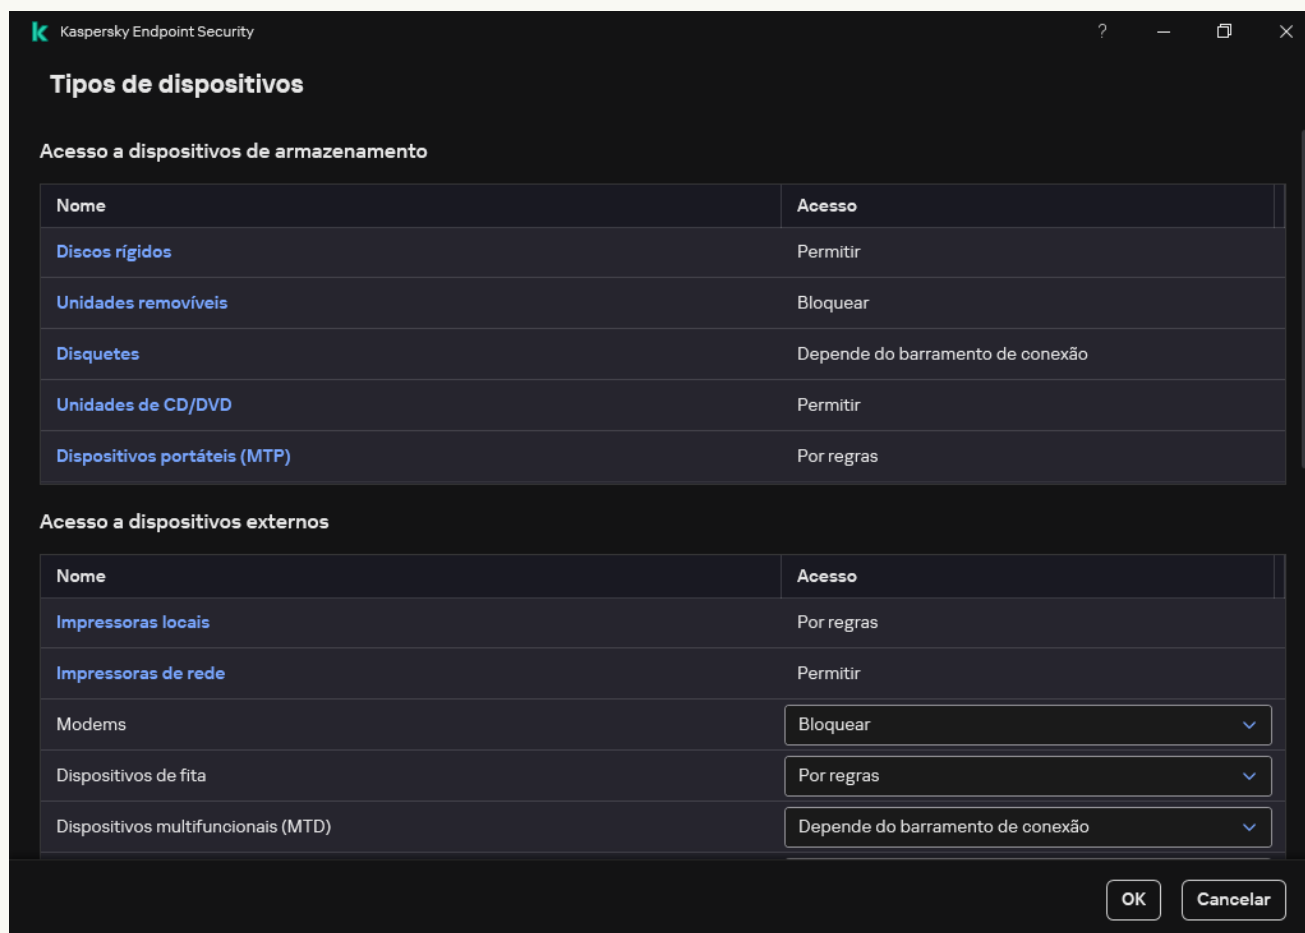 Kaspersky Endpoint Security
?
Tipos de dispositivos
Acesso a dispositivos de armazenamento
Nome Acesso
Discos rígidos Permitir
Unidades removíveis Bloquear
Disquetes Depende do barramento de conexão
Unidades de CD/DVD Permitir
Dispositivos portáteis (MTP) Por regras
Acesso a dispositivos externos
Nome Acesso
Impressoras locais Por regras
Impressoras de rede Permitir
Modems Bloquear
Dispositivos de fita Por regras
Dispositivos multifuncionais (MTD) Depende do barramento de conexão
OK Cancelar